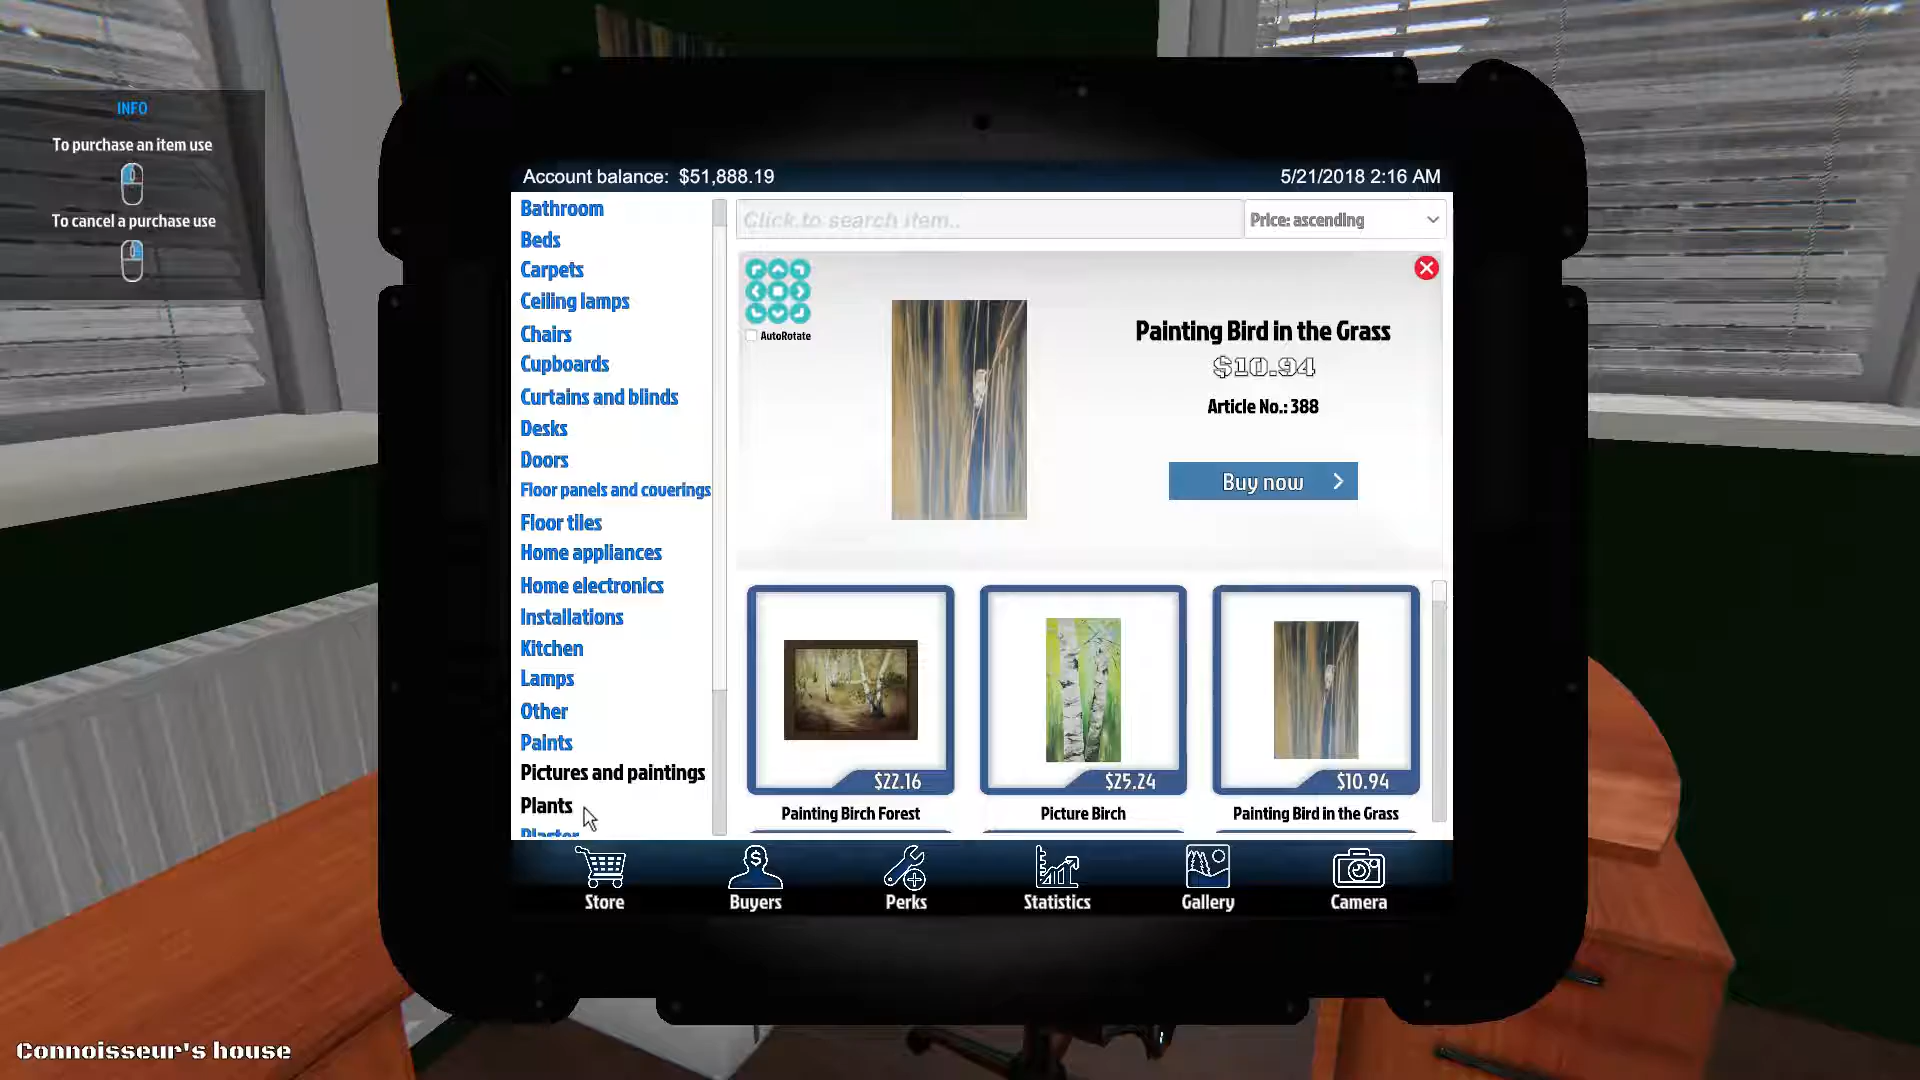 INFO
To purchase an item use
To cancel a purchase use
Account balance: $51,888.19
5/21/2018 2:16 AM
Bathroom
Beds
Carpets
Ceiling lamps
Chairs
Cupboards
Curtains and blinds
Desks
Doors
Floor panels and coverings
Floor tiles
Home appliances
Home electronics
Installations
Kitchen
Lamps
Other
Paints
Pictures and paintings
Plants
Plaster
Click to search item..
Price: ascending
AutoRotate
Painting Bird in the Grass
$10.94
Article No.: 388
Buy now
$22.16
$25.24
$10.94
Painting Birch Forest
Picture Birch
Painting Bird in the Grass
Store
Buyers
Perks
Statistics
Gallery
Camera
Connoisseur's house